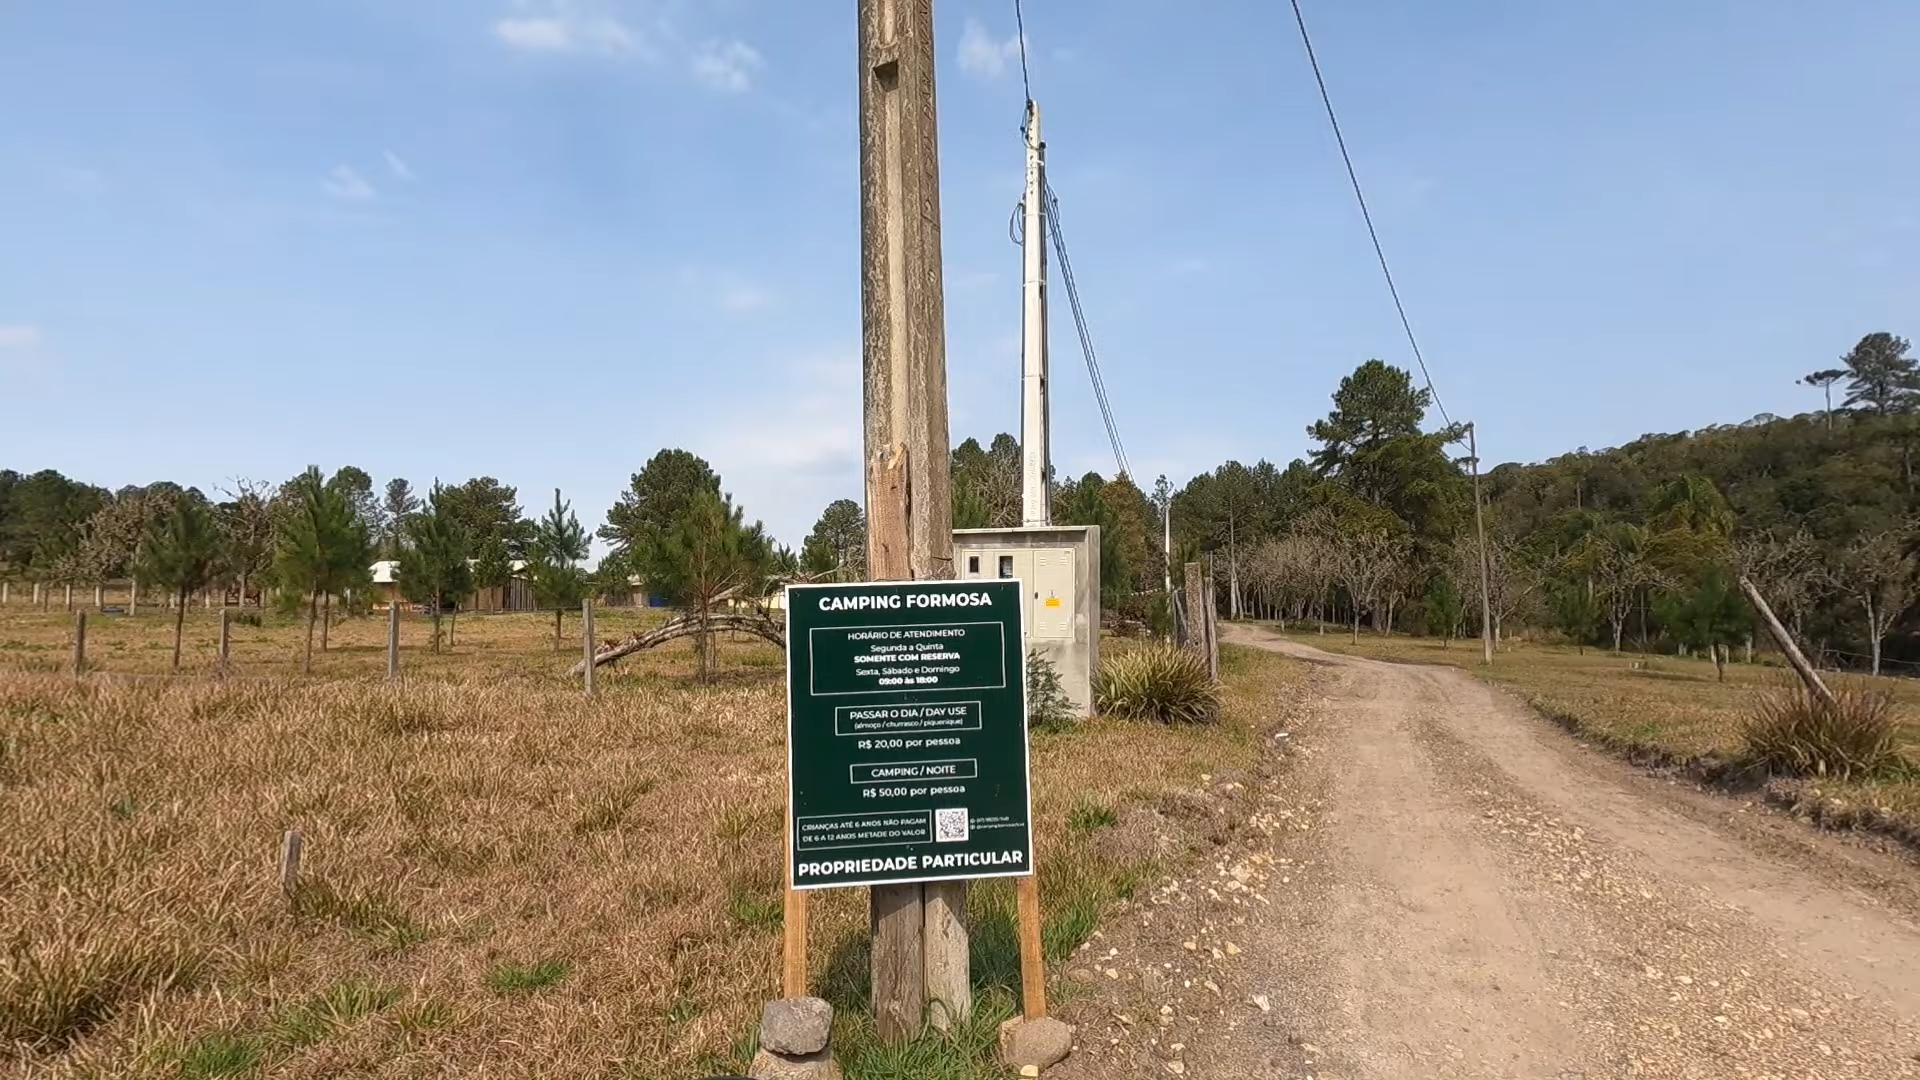 CAMPING FORMOSA
HORÁRIO DE ATENDIMENTO
Segunda a Quinta
SOMENTE COM RESERVA
Sexta, Sábado e Domingo
09:00 às 18:00
PASSAR O DIA / DAY USE
(almoço / churrasco / piquenique)
R$ 20,00 por pessoa
CAMPING / NOITE
R$ 50,00 por pessoa
CRIANÇAS ATÉ 6 ANOS NÃO PAGAM
DE 6 A 12 ANOS METADE DO VALOR
PROPRIEDADE PARTICULAR